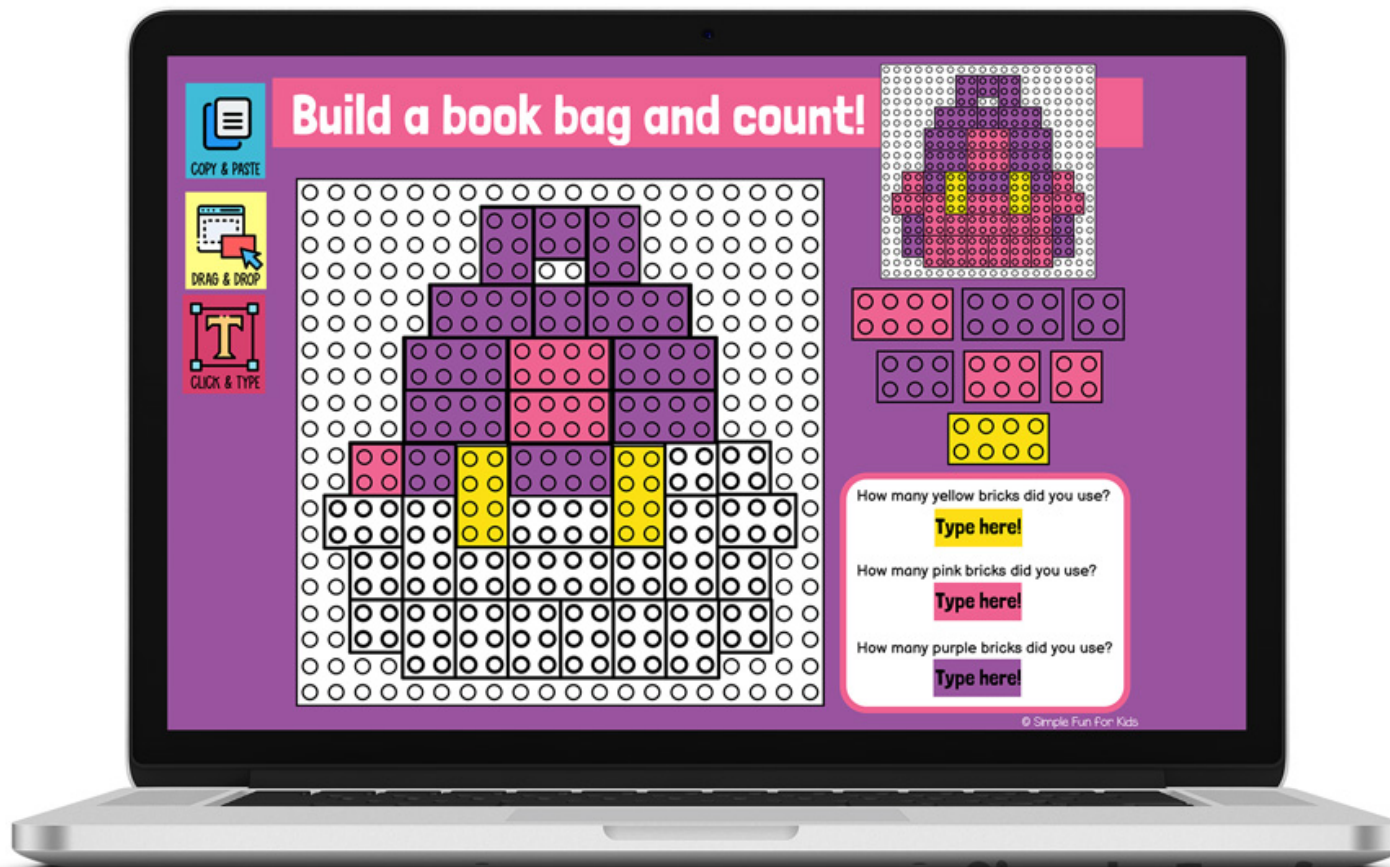 Build a book bag and count!
COPY & PASTE
DRAG & DROP
T
CLICK & TYPE
How many yellow bricks did you use?
Type here!
How many pink bricks did you use?
Type here!
How many purple bricks did you use?
Type here!
© Simple Fun for Kids